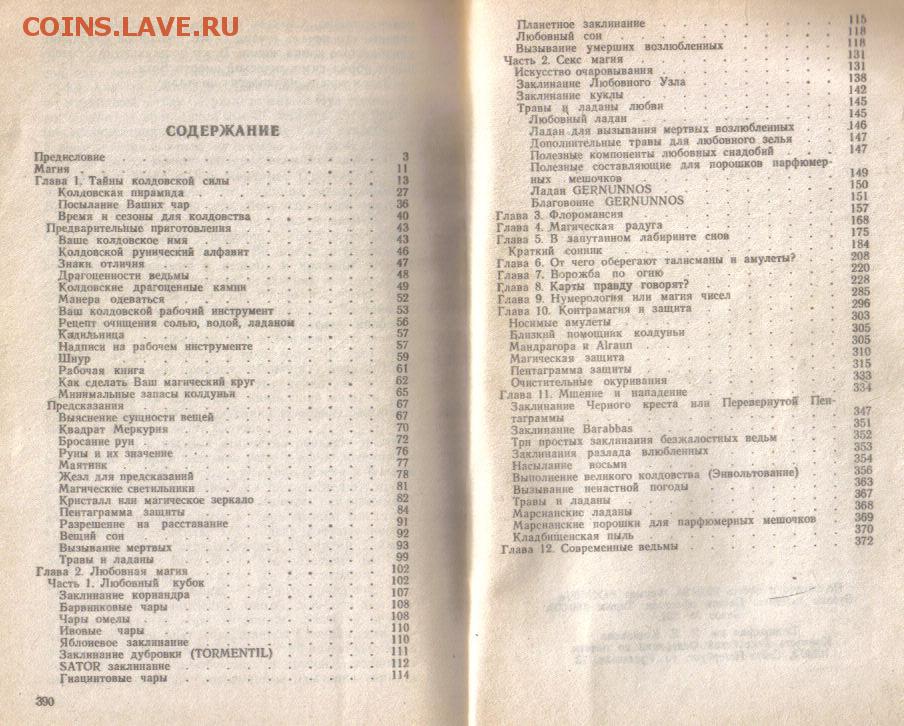 COINS.LAVE.RU
СОДЕРЖАНИЕ
Предисловие 3
Магия 11
Глава 1. Тайны колдовской силы 13
Колдовская пирамида 27
Посылание Ваших чар 36
Время и сезоны для колдовства 40
Предварительные приготовления 43
Ваше колдовское имя 43
Колдовской рунический алфавит 46
Знаки отличия 47
Драгоценности ведьмы 48
Колдовские драгоценные камни 49
Манера одеваться 52
Ваш колдовской рабочий инструмент 53
Рецепт очищения солью, водой, ладаном 56
Кадильница 57
Надписи на рабочем инструменте 57
Шнур 59
Рабочая книга 61
Как сделать Ваш магический круг 62
Минимальные запасы колдуньи 65
Предсказания 67
Выяснение сущности вещей 67
Квадрат Меркурия 70
Бросание рун 72
Руны и их значение 76
Маятник 77
Жезл для предсказаний 78
Магические светильники 81
Кристалл или магическое зеркало 82
Пентаграмма защиты 84
Разрешение на расставание 91
Вещий сон 92
Вызывание мертвых 93
Травы и ладаны 99
Глава 2. Любовная магия 102
Часть 1. Любовный кубок 102
Заклинание кориандра 107
Барвинковые чары 108
Чары омелы 108
Ивовые чары 110
Яблоневое заклинание 110
Заклинание дубровки (TORMENTIL) 111
SATOR заклинание 112
Гиацинтовые чары 114
390
Планетное заклинание 115
Любовный сон 118
Вызывание умерших возлюбленных 118
Часть 2. Секс магия 131
Искусство очаровывания 131
Заклинание Любовного Узла 138
Заклинание куклы 142
Травы и ладаны любви 145
Любовный ладан 145
Ладан для вызывания мертвых возлюбленных 146
Дополнительные травы для любовного зелья 147
Полезные компоненты любовных снадобий 147
Полезные составляющие для порошков парфюмер-
ных мешочков 149
Ладан GERNUNNOS 150
Благовоние GERNUNNOS 151
Глава 3. Флоромансия 157
Глава 4. Магическая радуга 168
Глава 5. В запутанном лабиринте снов 175
Краткий сонник 184
Глава 6. От чего оберегают талисманы и амулеты? 208
Глава 7. Ворожба по огню 220
Глава 8. Карты правду говорят? 228
Глава 9. Нумерология или магия чисел 285
Глава 10. Контрамагия и защита 296
Носимые амулеты 303
Близкий помощник колдуньи 305
Мандрагора и Alraun 305
Магическая защита 310
Пентаграмма защиты 315
Очистительные окуривания 333
Глава 11. Мщение и нападение 334
Заклинание Черного креста или Перевернутой Пен-
таграммы 347
Заклинание Barabbas 351
Три простых заклинания безжалостных ведьм 352
Заклинания разлада влюбленных 353
Насылание восьми 354
Выполнение великого колдовства (Энвольтование) 356
Вызывание ненастной погоды 363
Травы и ладаны 367
Марсианские ладаны 368
Марсианские порошки для парфюмерных мешочков 369
Кладбищенская пыль 370
Глава 12. Современные ведьмы 372